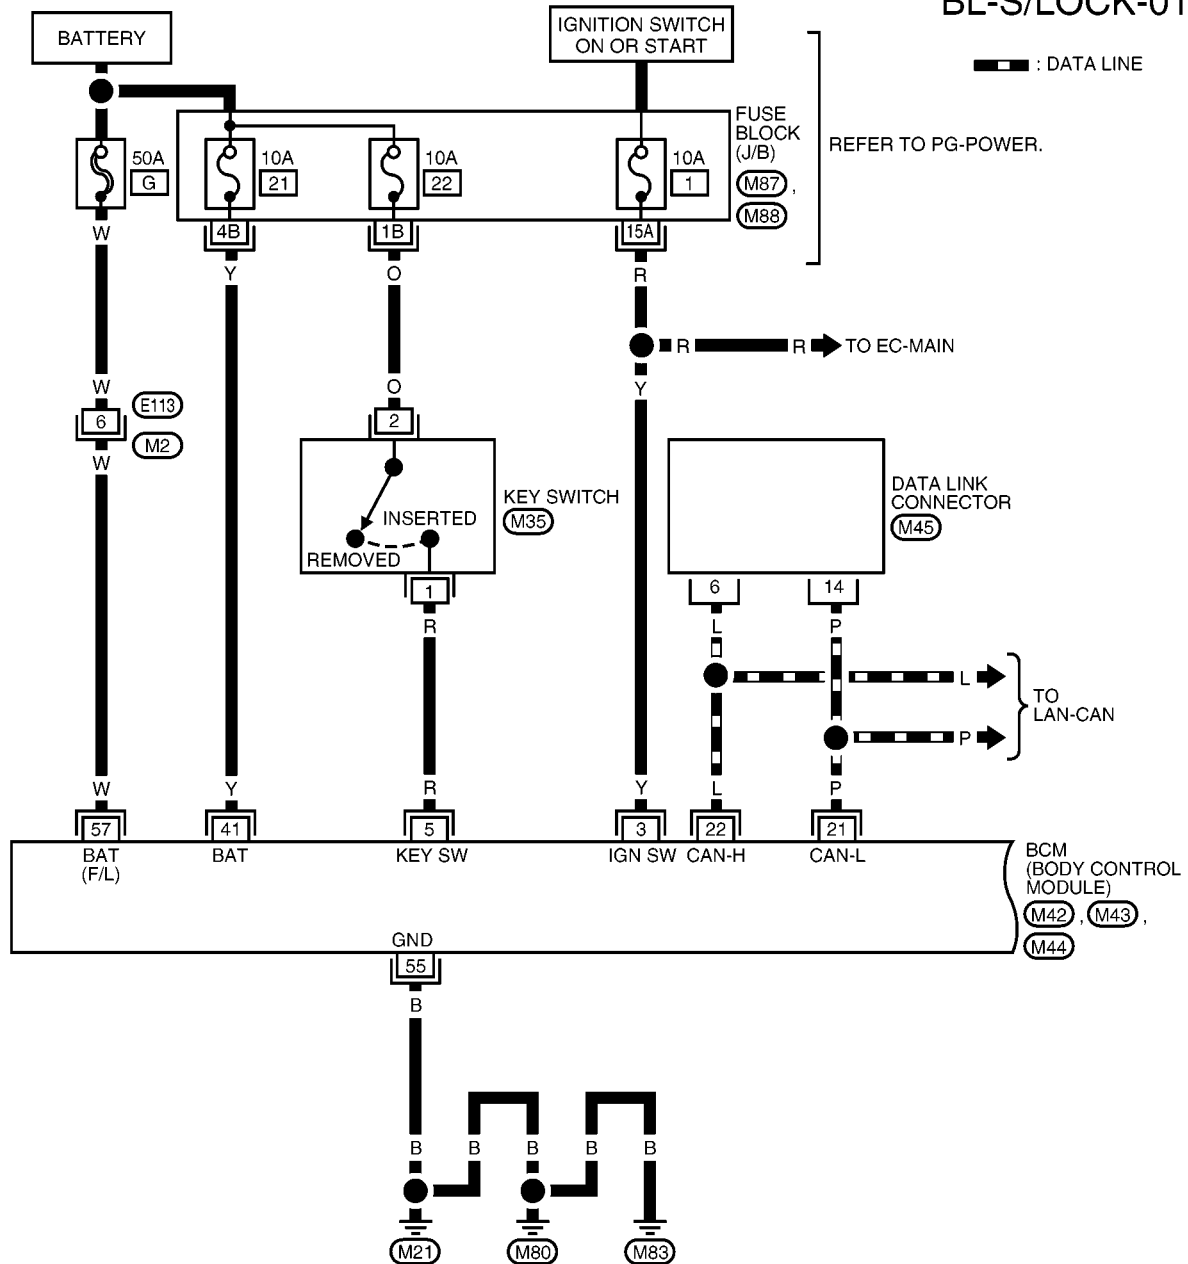 BL-S/LOCK-01
BATTERY
IGNITION SWITCH
ON OR START
: DATA LINE
FUSE
BLOCK
(J/B)
M87 ,
M88
REFER TO PG-POWER.
50A
G
10A
21
10A
22
10A
1
W
4B
1B
15A
Y
O
R
R
R
TO EC-MAIN
W
O
Y
6
E113
M2
2
W
KEY SWITCH
M35
INSERTED
REMOVED
DATA LINK
CONNECTOR
M45
1
6
14
R
L
P
L
P
TO
LAN-CAN
W
Y
R
Y
L
P
57
41
5
3
22
21
BAT
(F/L)
BAT
KEY SW
IGN SW
CAN-H
CAN-L
BCM
(BODY CONTROL
MODULE)
M42 , M43 ,
M44
GND
55
B
B
B
B
B
B
M21
M80
M83